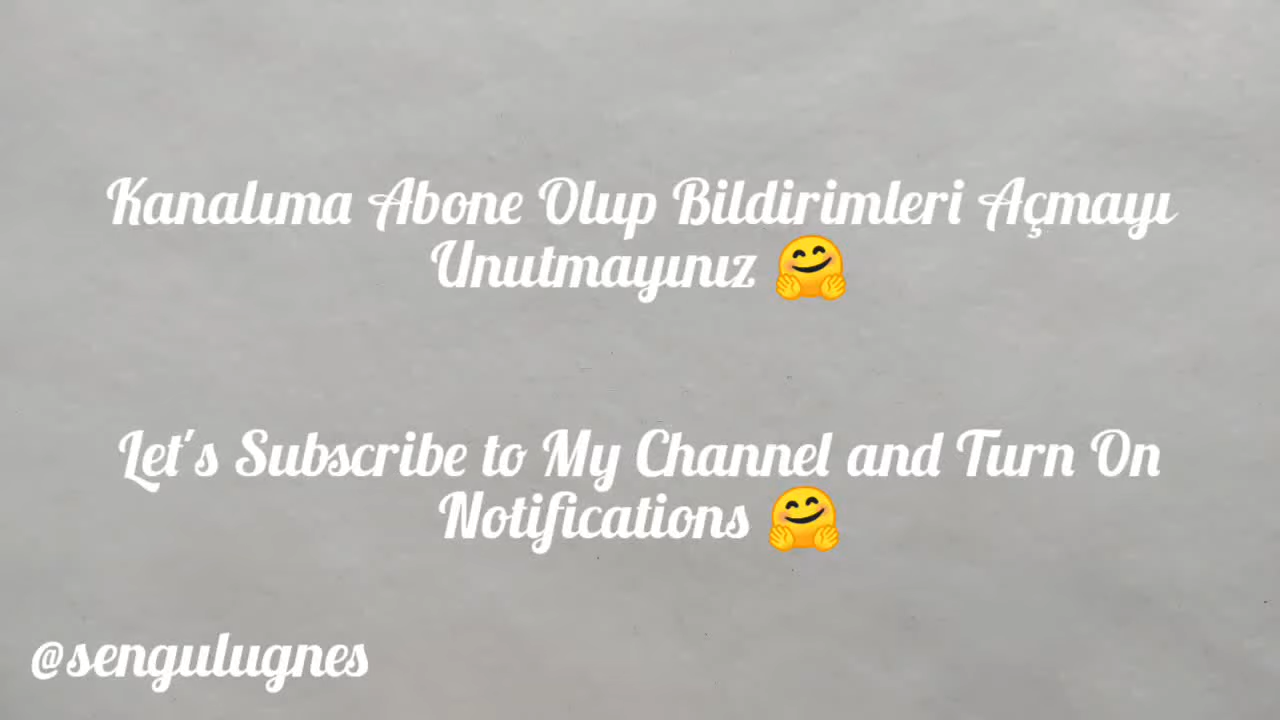 Kanalıma Abone Olup Bildirimleri Açmayı
Unutmayınız 🤗
Let's Subscribe to My Channel and Turn On
Notifications 🤗
@sengulugnes